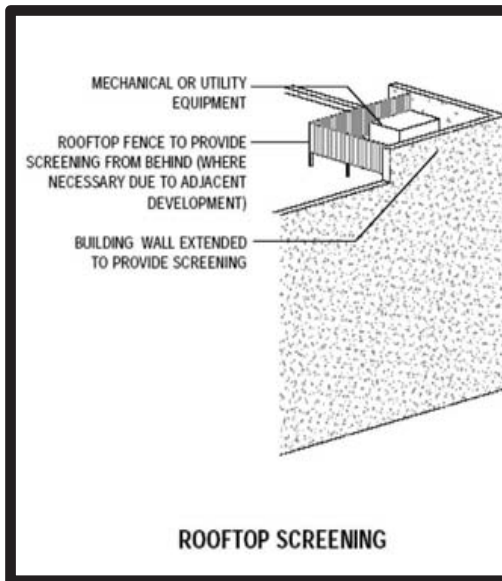 MECHANICAL OR UTILITY
EQUIPMENT
ROOFTOP FENCE TO PROVIDE
SCREENING FROM BEHIND (WHERE
NECESSARY DUE TO ADJACENT
DEVELOPMENT)
BUILDING WALL EXTENDED
TO PROVIDE SCREENING
ROOFTOP SCREENING